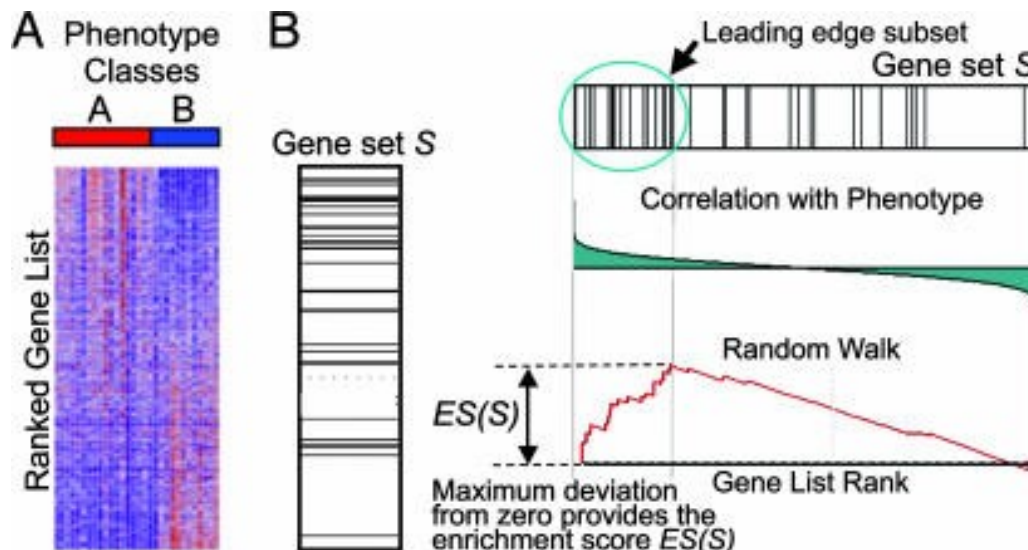 A
Phenotype
Classes
A
B
Ranked Gene List
B
Gene set S
Leading edge subset
Gene set S
Correlation with Phenotype
Random Walk
ES(S)
Gene List Rank
Maximum deviation
from zero provides the
enrichment score ES(S)